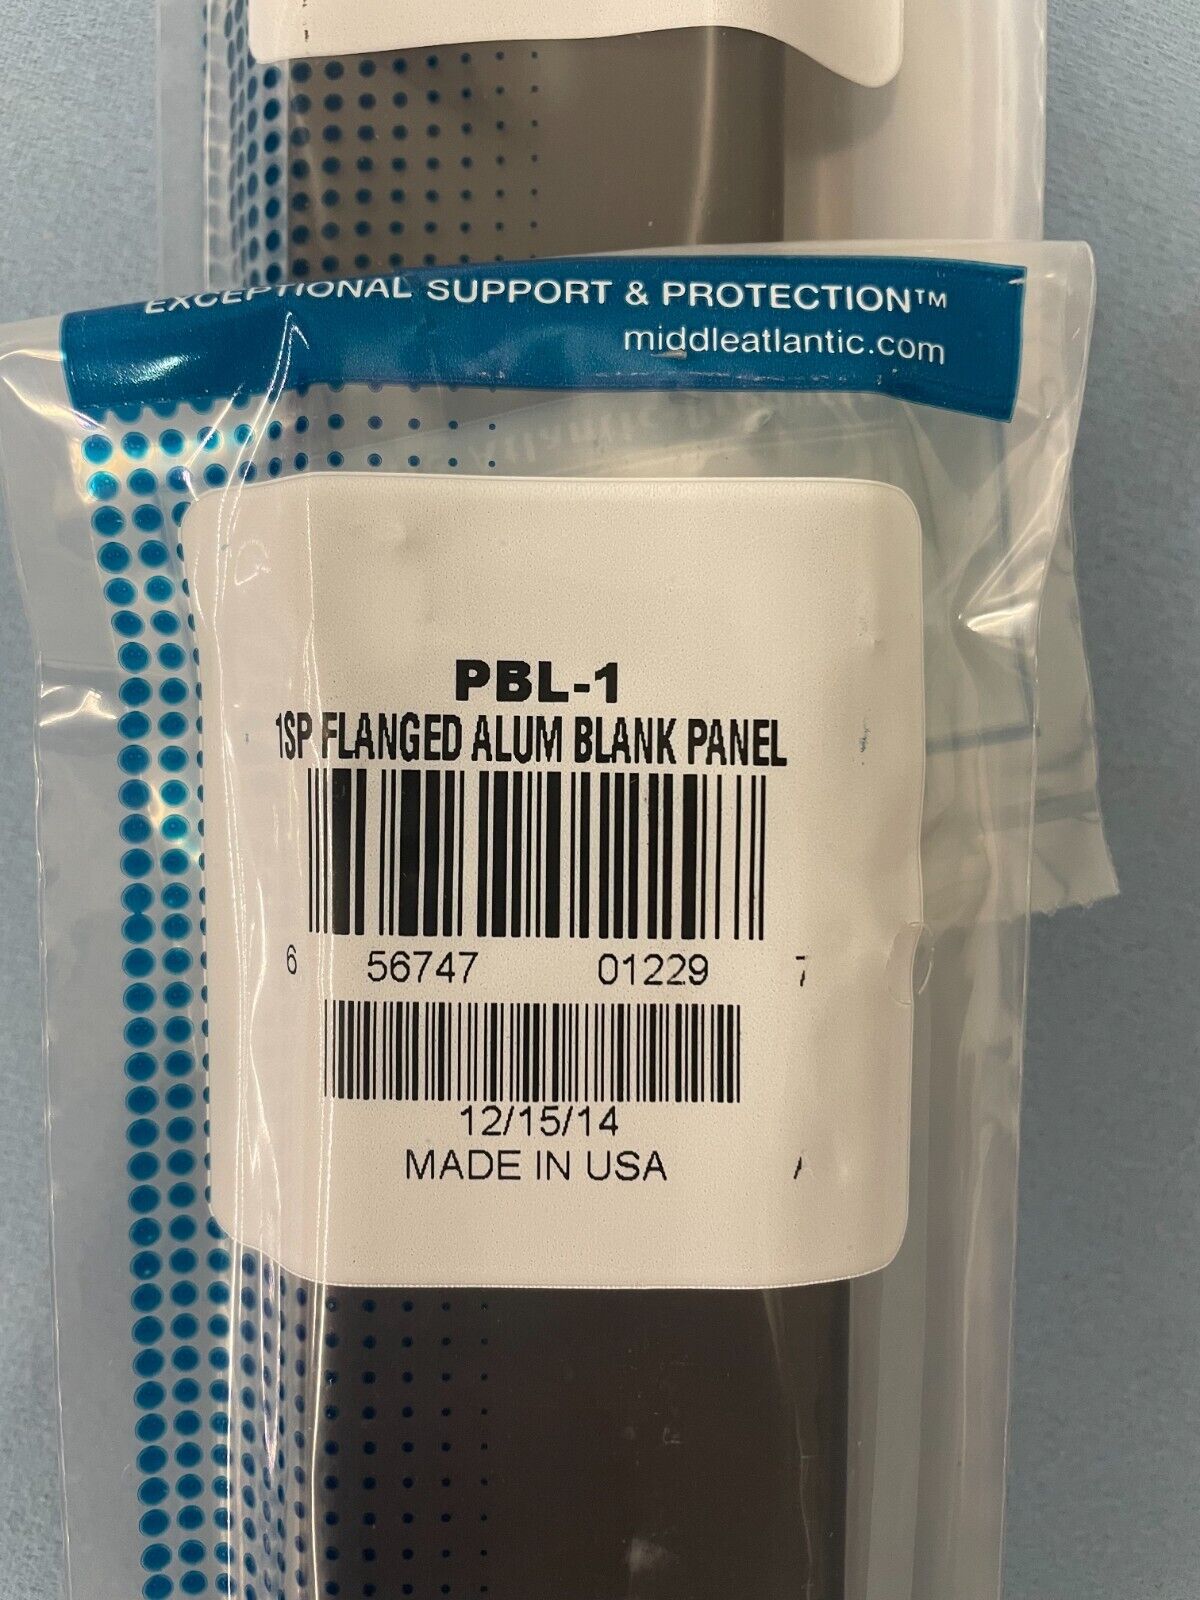 EXCEPTIONAL SUPPORT & PROTECTION™
middleatlantic.com
PBL-1
1SP FLANGED ALUM BLANK PANEL
6 56747 01229 7
12/15/14
MADE IN USA